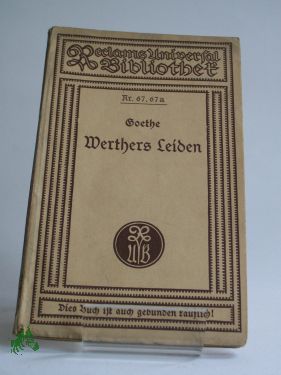 Reclams Universal
Bibliothek
Nr. 67. 67a
Goethe
Werthers Leiden
UB
Dies Buch ist auch gebunden käuflich!